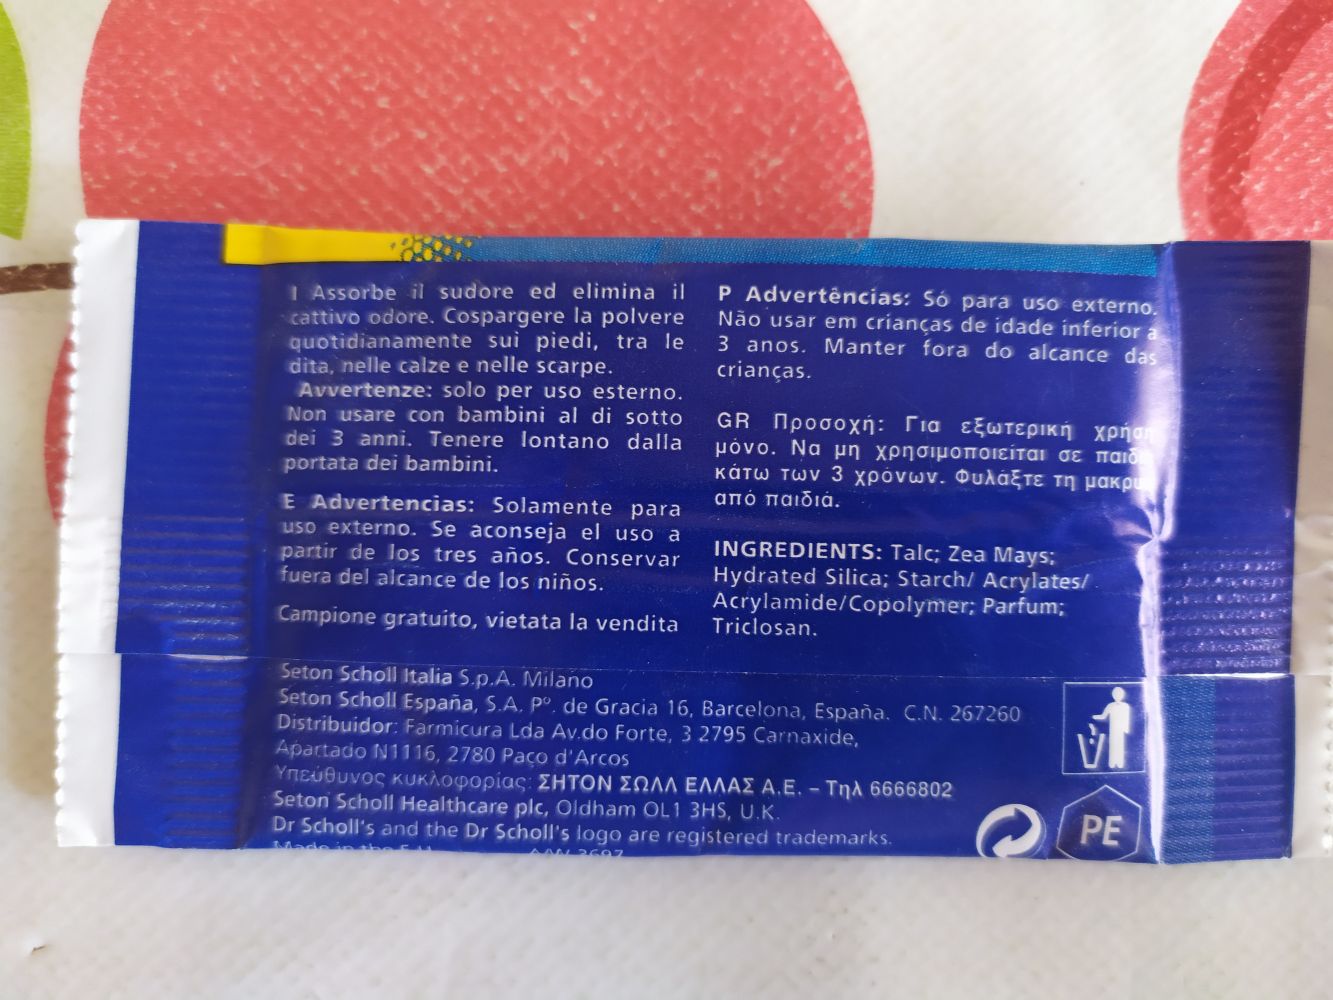 I Assorbe il sudore ed elimina il
cattivo odore. Cospargere la polvere
quotidianamente sui piedi, tra le
dita, nelle calze e nelle scarpe.
Avvertenze: solo per uso esterno.
Non usare con bambini al di sotto
dei 3 anni. Tenere lontano dalla
portata dei bambini.
E Advertencias: Solamente para
uso externo. Se aconseja el uso a
partir de los tres años. Conservar
fuera del alcance de los niños.
Campione gratuito, vietata la vendita
P Advertências: Só para uso externo.
Não usar em crianças de idade inferior a
3 anos. Manter fora do alcance das
crianças.
GR Προσοχή: Για εξωτερική
μόνο. Να μη χρησιμοποιείται σε
κάτω των 3 χρόνων. Φυλάξτε τη
από παιδιά.
INGREDIENTS: Talc; Zea Mays;
Hydrated Silica; Starch/ Acrylates/
Acrylamide/Copolymer; Parfum;
Triclosan.
Seton Scholl Italia S.p.A. Milano
Seton Scholl España, S.A. Pº. de Gracia 16, Barcelona, España. C.N. 267260
Distribuidor: Farmicura Lda Av.do Forte, 3 2795 Carnaxide,
Apartado N1116, 2780 Paço d'Arcos
Υπεύθυνος κυκλοφορίας: ΣΗΤΟΝ ΣΩΛΛ ΕΛΛΑΣ Α.Ε. – Τηλ 6666802
Seton Scholl Healthcare plc, Oldham OL1 3HS, U.K.
Dr Scholl's and the Dr Scholl's logo are registered trademarks.
Made in the
PE